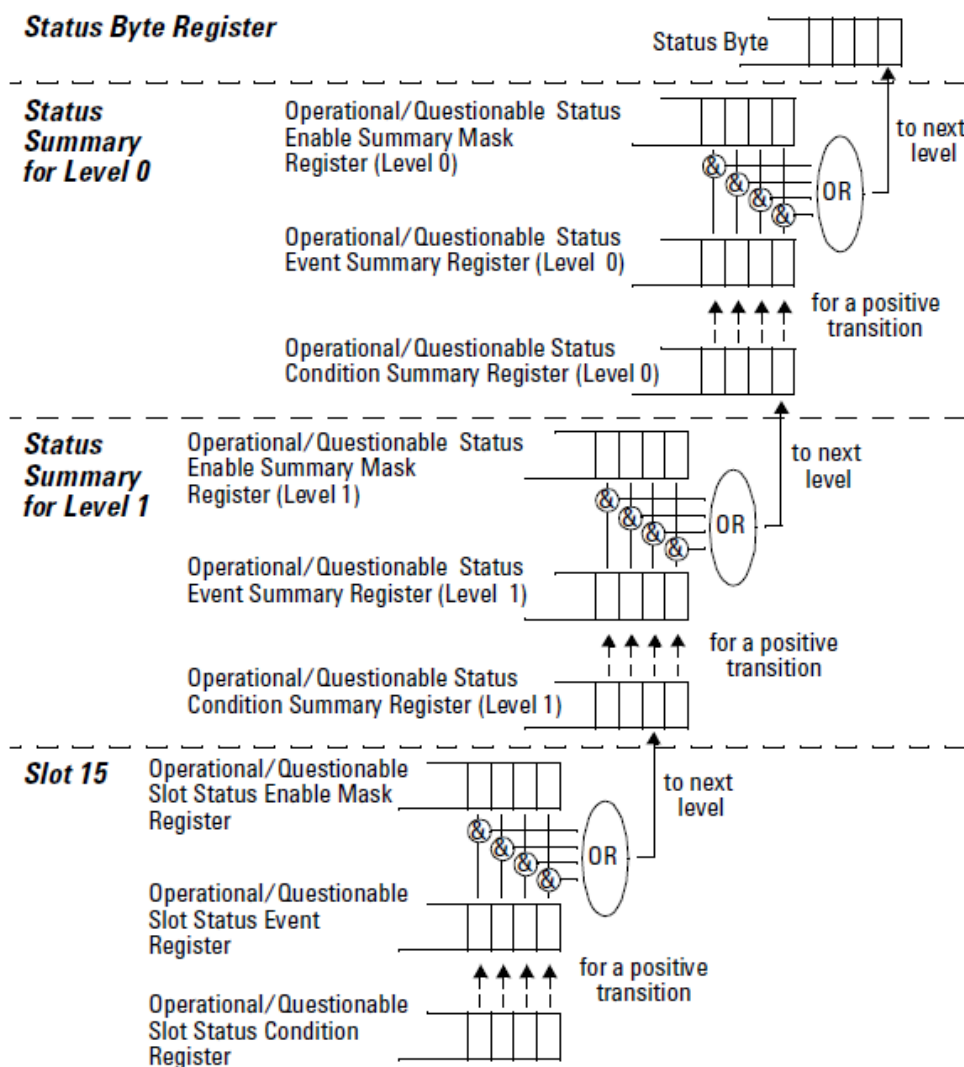 Status Byte Register
Status Byte
Status
Summary
for Level 0
Operational/Questionable Status
Enable Summary Mask
Register (Level 0)
to next
level
&
&
&
&
OR
Operational/Questionable Status
Event Summary Register (Level 0)
for a positive
transition
Operational/Questionable Status
Condition Summary Register (Level 0)
Status
Summary
for Level 1
Operational/Questionable Status
Enable Summary Mask
Register (Level 1)
to next
level
&
&
&
&
OR
Operational/Questionable Status
Event Summary Register (Level 1)
for a positive
transition
Operational/Questionable Status
Condition Summary Register (Level 1)
Slot 15
Operational/Questionable
Slot Status Enable Mask
Register
to next
level
&
&
&
&
OR
Operational/Questionable
Slot Status Event
Register
for a positive
transition
Operational/Questionable
Slot Status Condition
Register